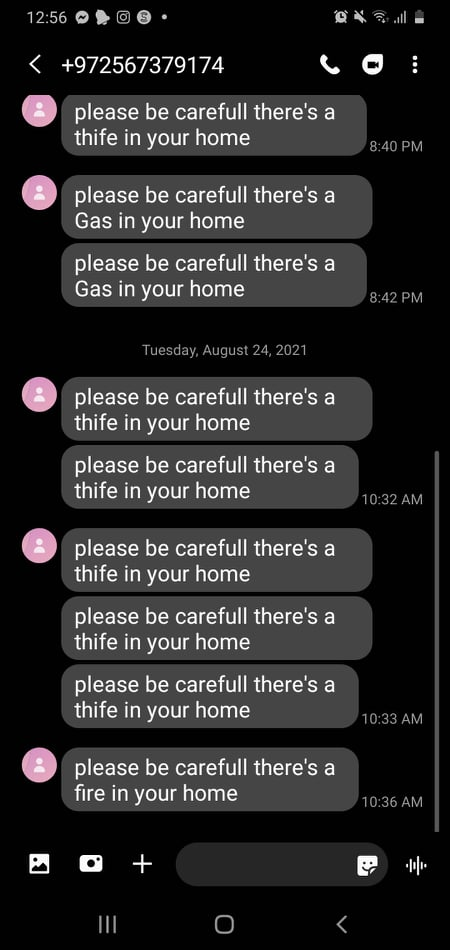 12:56
+972567379174
please be carefull there's a
thife in your home
8:40 PM
please be carefull there's a
Gas in your home
please be carefull there's a
Gas in your home
8:42 PM
Tuesday, August 24, 2021
please be carefull there's a
thife in your home
please be carefull there's a
thife in your home
10:32 AM
please be carefull there's a
thife in your home
please be carefull there's a
thife in your home
please be carefull there's a
thife in your home
10:33 AM
please be carefull there's a
fire in your home
10:36 AM